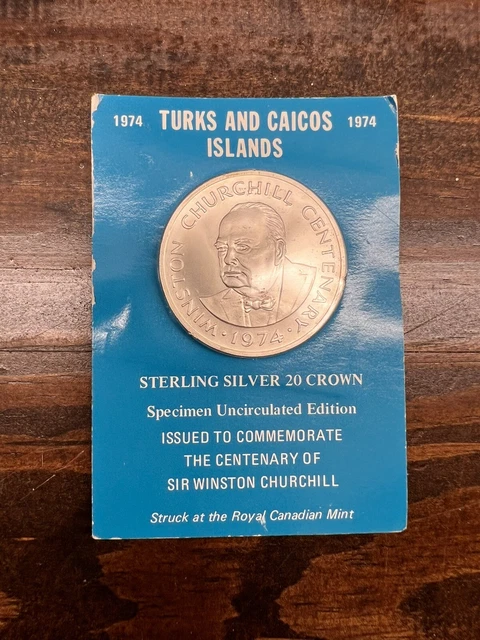 1974 TURKS AND CAICOS 1974
ISLANDS
WINSTON CHURCHILL CENTENARY
· 1974 ·
STERLING SILVER 20 CROWN
Specimen Uncirculated Edition
ISSUED TO COMMEMORATE
THE CENTENARY OF
SIR WINSTON CHURCHILL
Struck at the Royal Canadian Mint